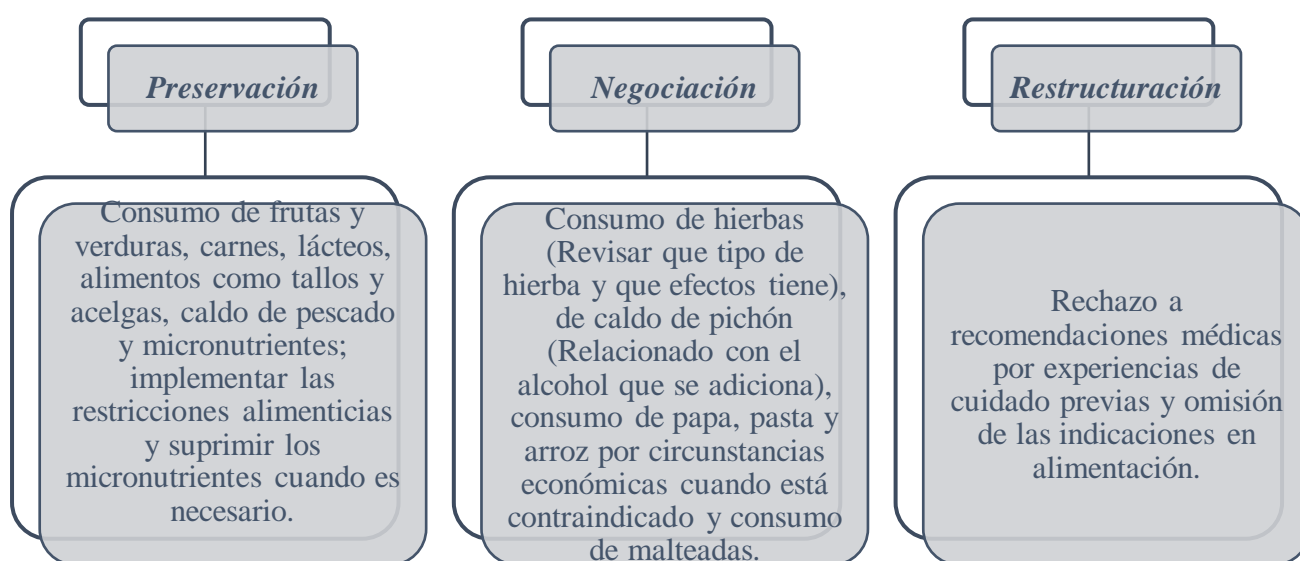 Preservación
Consumo de frutas y
verduras, carnes, lácteos,
alimentos como tallos y
acelgas, caldo de pescado
y micronutrientes;
implementar las
restricciones alimenticias
y suprimir los
micronutrientes cuando es
necesario.
Negociación
Consumo de hierbas
(Revisar que tipo de
hierba y que efectos tiene),
de caldo de pichón
(Relacionado con el
alcohol que se adiciona),
consumo de papa, pasta y
arroz por circunstancias
económicas cuando está
contraindicado y consumo
de malteadas.
Restructuración
Rechazo a
recomendaciones médicas
por experiencias de
cuidado previas y omisión
de las indicaciones en
alimentación.